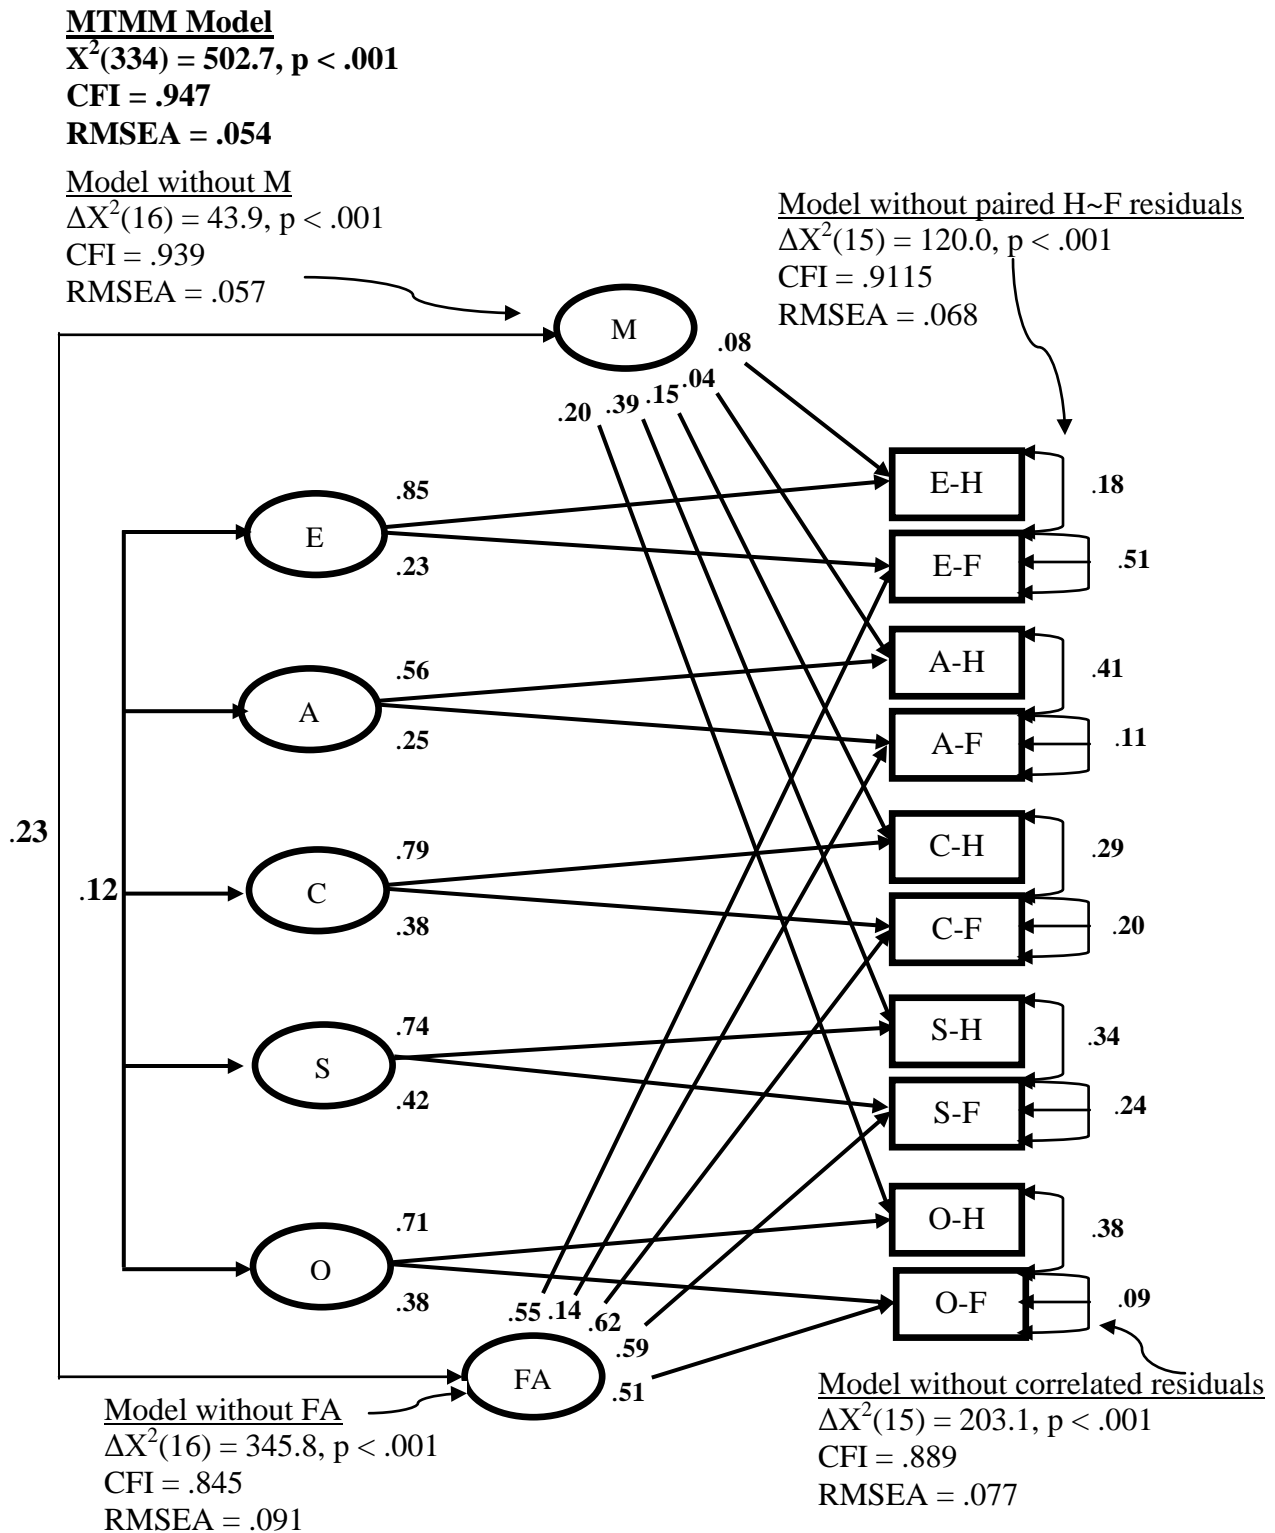 MTMM Model
X²(334) = 502.7, p < .001
CFI = .947
RMSEA = .054
Model without M
ΔX²(16) = 43.9, p < .001
CFI = .939
RMSEA = .057
Model without paired H~F residuals
ΔX²(15) = 120.0, p < .001
CFI = .9115
RMSEA = .068
M
.08
.04
.15
.39
.20
E
.85
.23
E-H
.18
E-F
.51
A
.56
.25
A-H
.41
A-F
.11
.23
.12
C
.79
.38
C-H
.29
C-F
.20
S
.74
.42
S-H
.34
S-F
.24
O
.71
.38
O-H
.38
O-F
.09
.55
.14
.62
.59
.51
FA
Model without FA
ΔX²(16) = 345.8, p < .001
CFI = .845
RMSEA = .091
Model without correlated residuals
ΔX²(15) = 203.1, p < .001
CFI = .889
RMSEA = .077